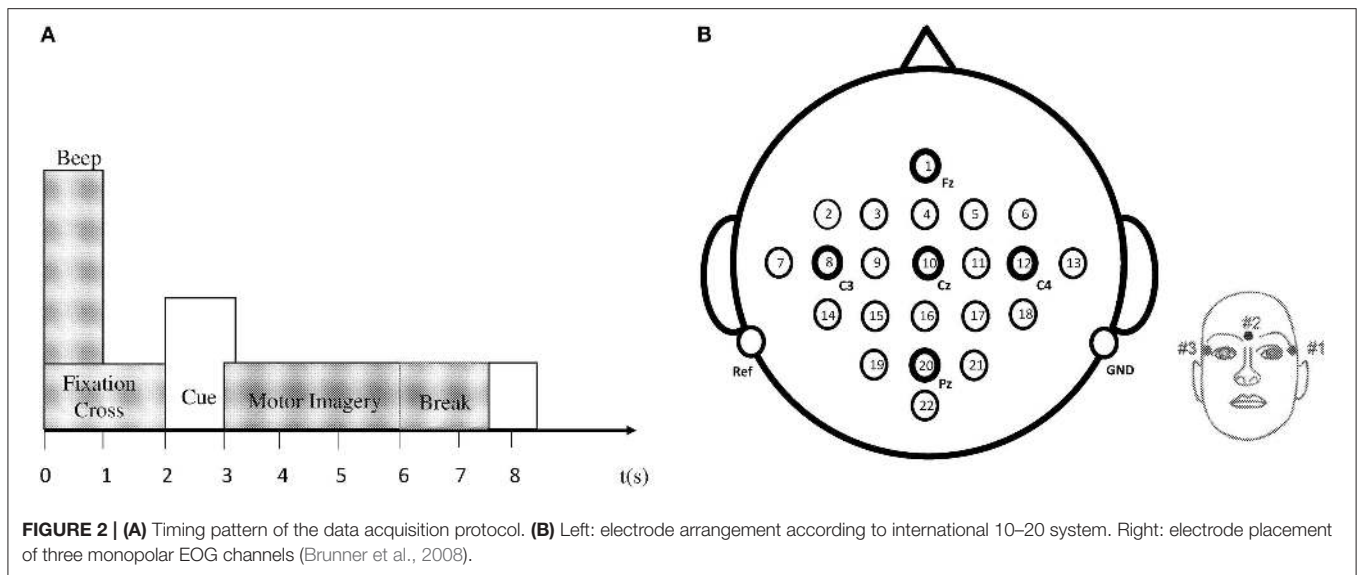 A
Beep
Fixation
Cross
Cue
Motor Imagery
Break
0 1 2 3 4 5 6 7 8 t(s)
B
1
Fz
2 3 4 5 6
7 8 9 10 11 12 13
C3 Cz C4
14 15 16 17 18
Ref
19 20 21
Pz
GND
22
#2
#3 #1
FIGURE 2 | (A) Timing pattern of the data acquisition protocol. (B) Left: electrode arrangement according to international 10–20 system. Right: electrode placement
of three monopolar EOG channels (Brunner et al., 2008).